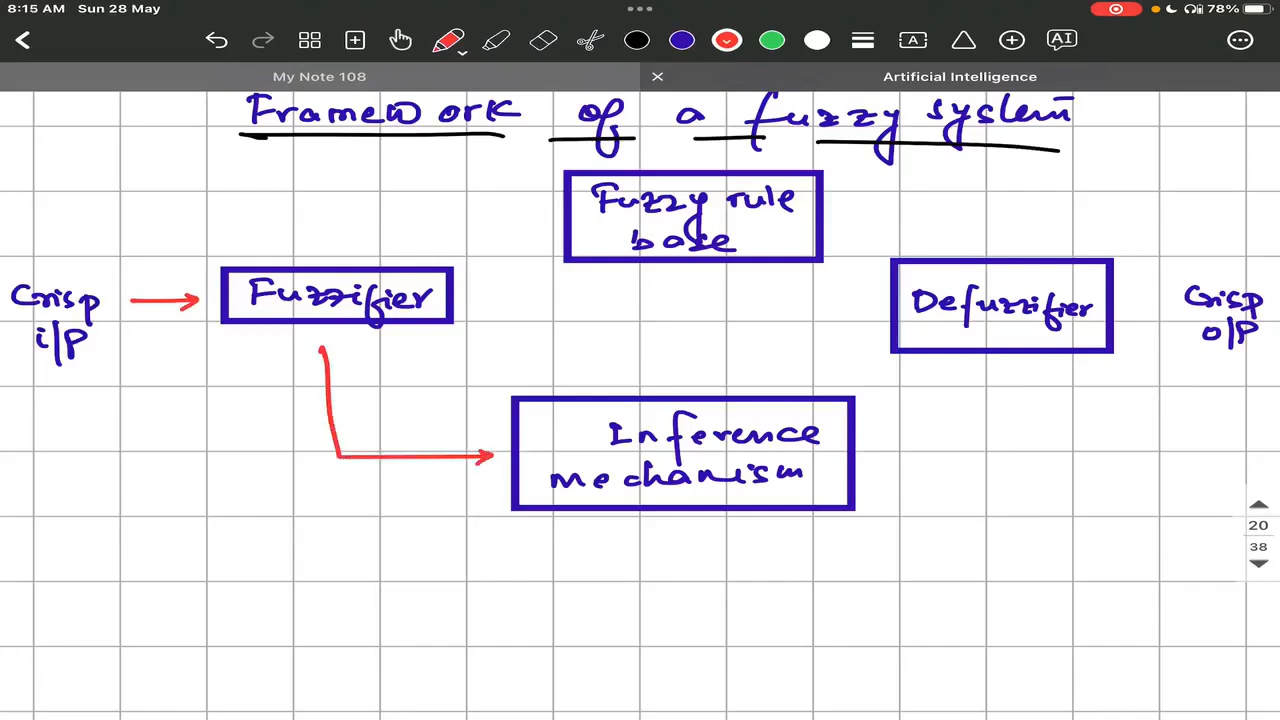 8:15 AM Sun 28 May
78%
A
AI
My Note 108
Artificial Intelligence
Framework of a fuzzy system
Fuzzy rule
base
Crisp
i/P
Fuzzifier
Defuzzifier
Crisp
o/P
Inference
mechanism
20
38